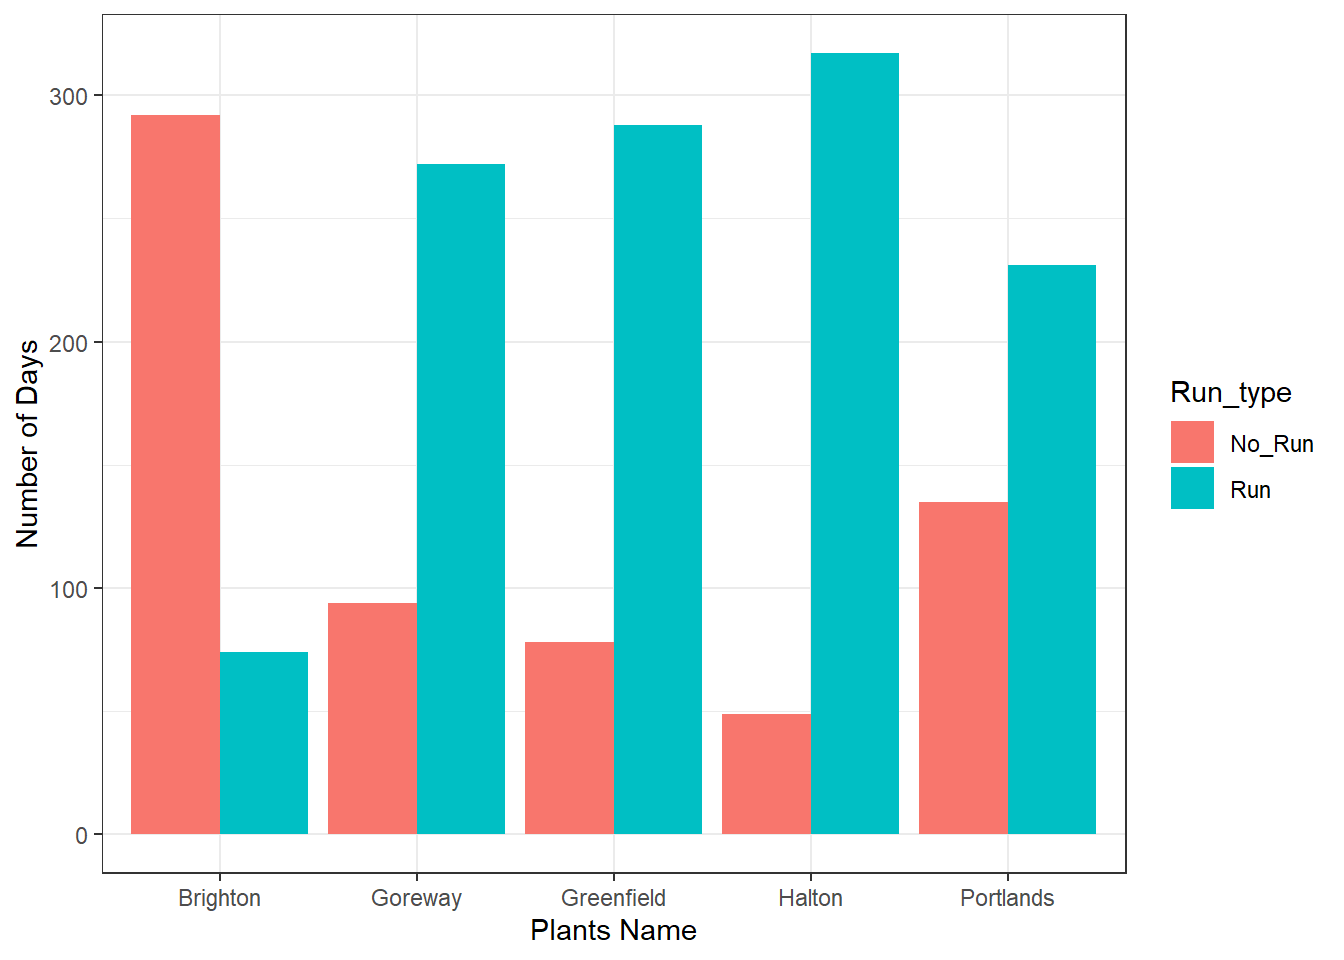 300
200
100
0
Number of Days
Brighton
Goreway
Greenfield
Halton
Portlands
Plants Name
Run_type
No_Run
Run